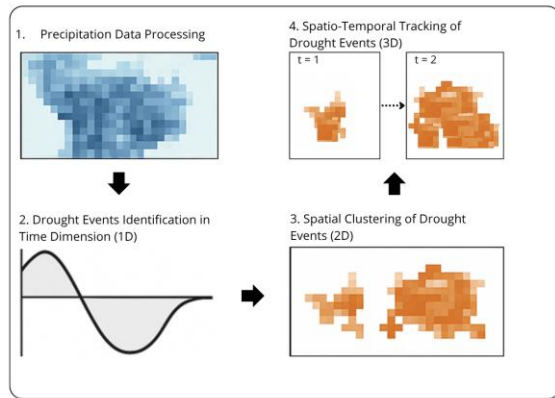 1. Precipitation Data Processing
2. Drought Events Identification in
Time Dimension (1D)
3. Spatial Clustering of Drought
Events (2D)
4. Spatio-Temporal Tracking of
Drought Events (3D)
t = 1
t = 2